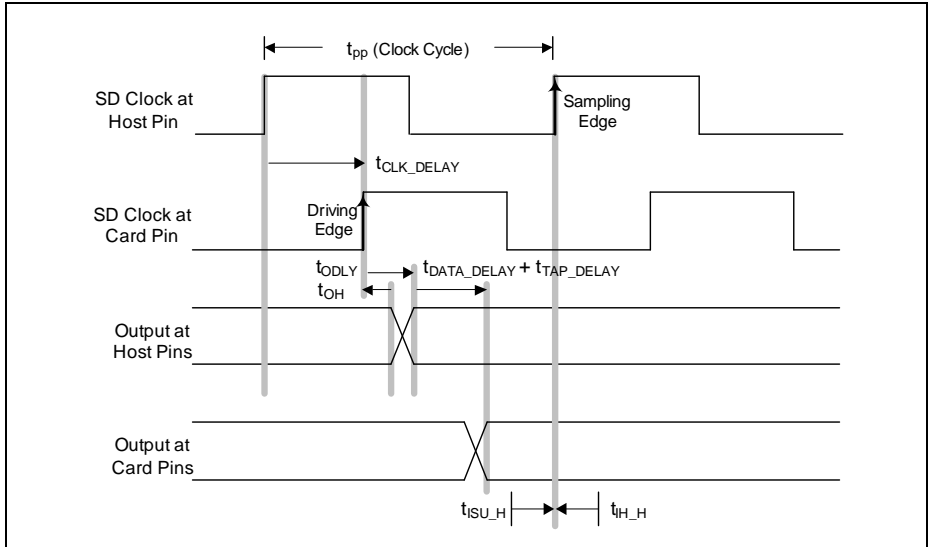 tpp (Clock Cycle)
SD Clock at
Host Pin
Sampling
Edge
tCLK_DELAY
SD Clock at
Card Pin
Driving
Edge
tODLY
tDATA_DELAY + tTAP_DELAY
tOH
Output at
Host Pins
Output at
Card Pins
tISU_H
tIH_H